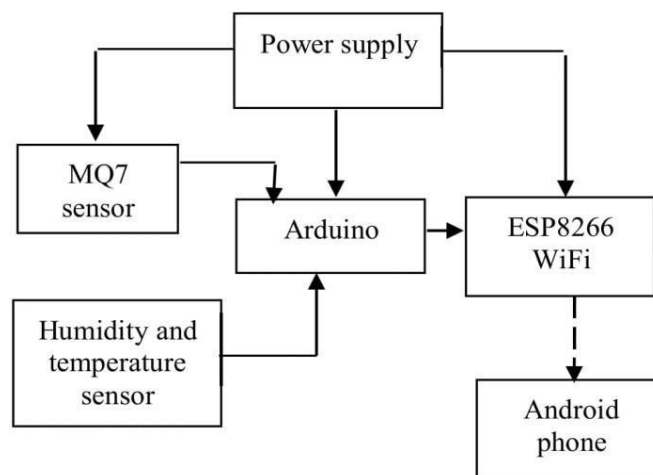 Power supply
MQ7
sensor
Arduino
ESP8266
WiFi
Humidity and
temperature
sensor
Android
phone